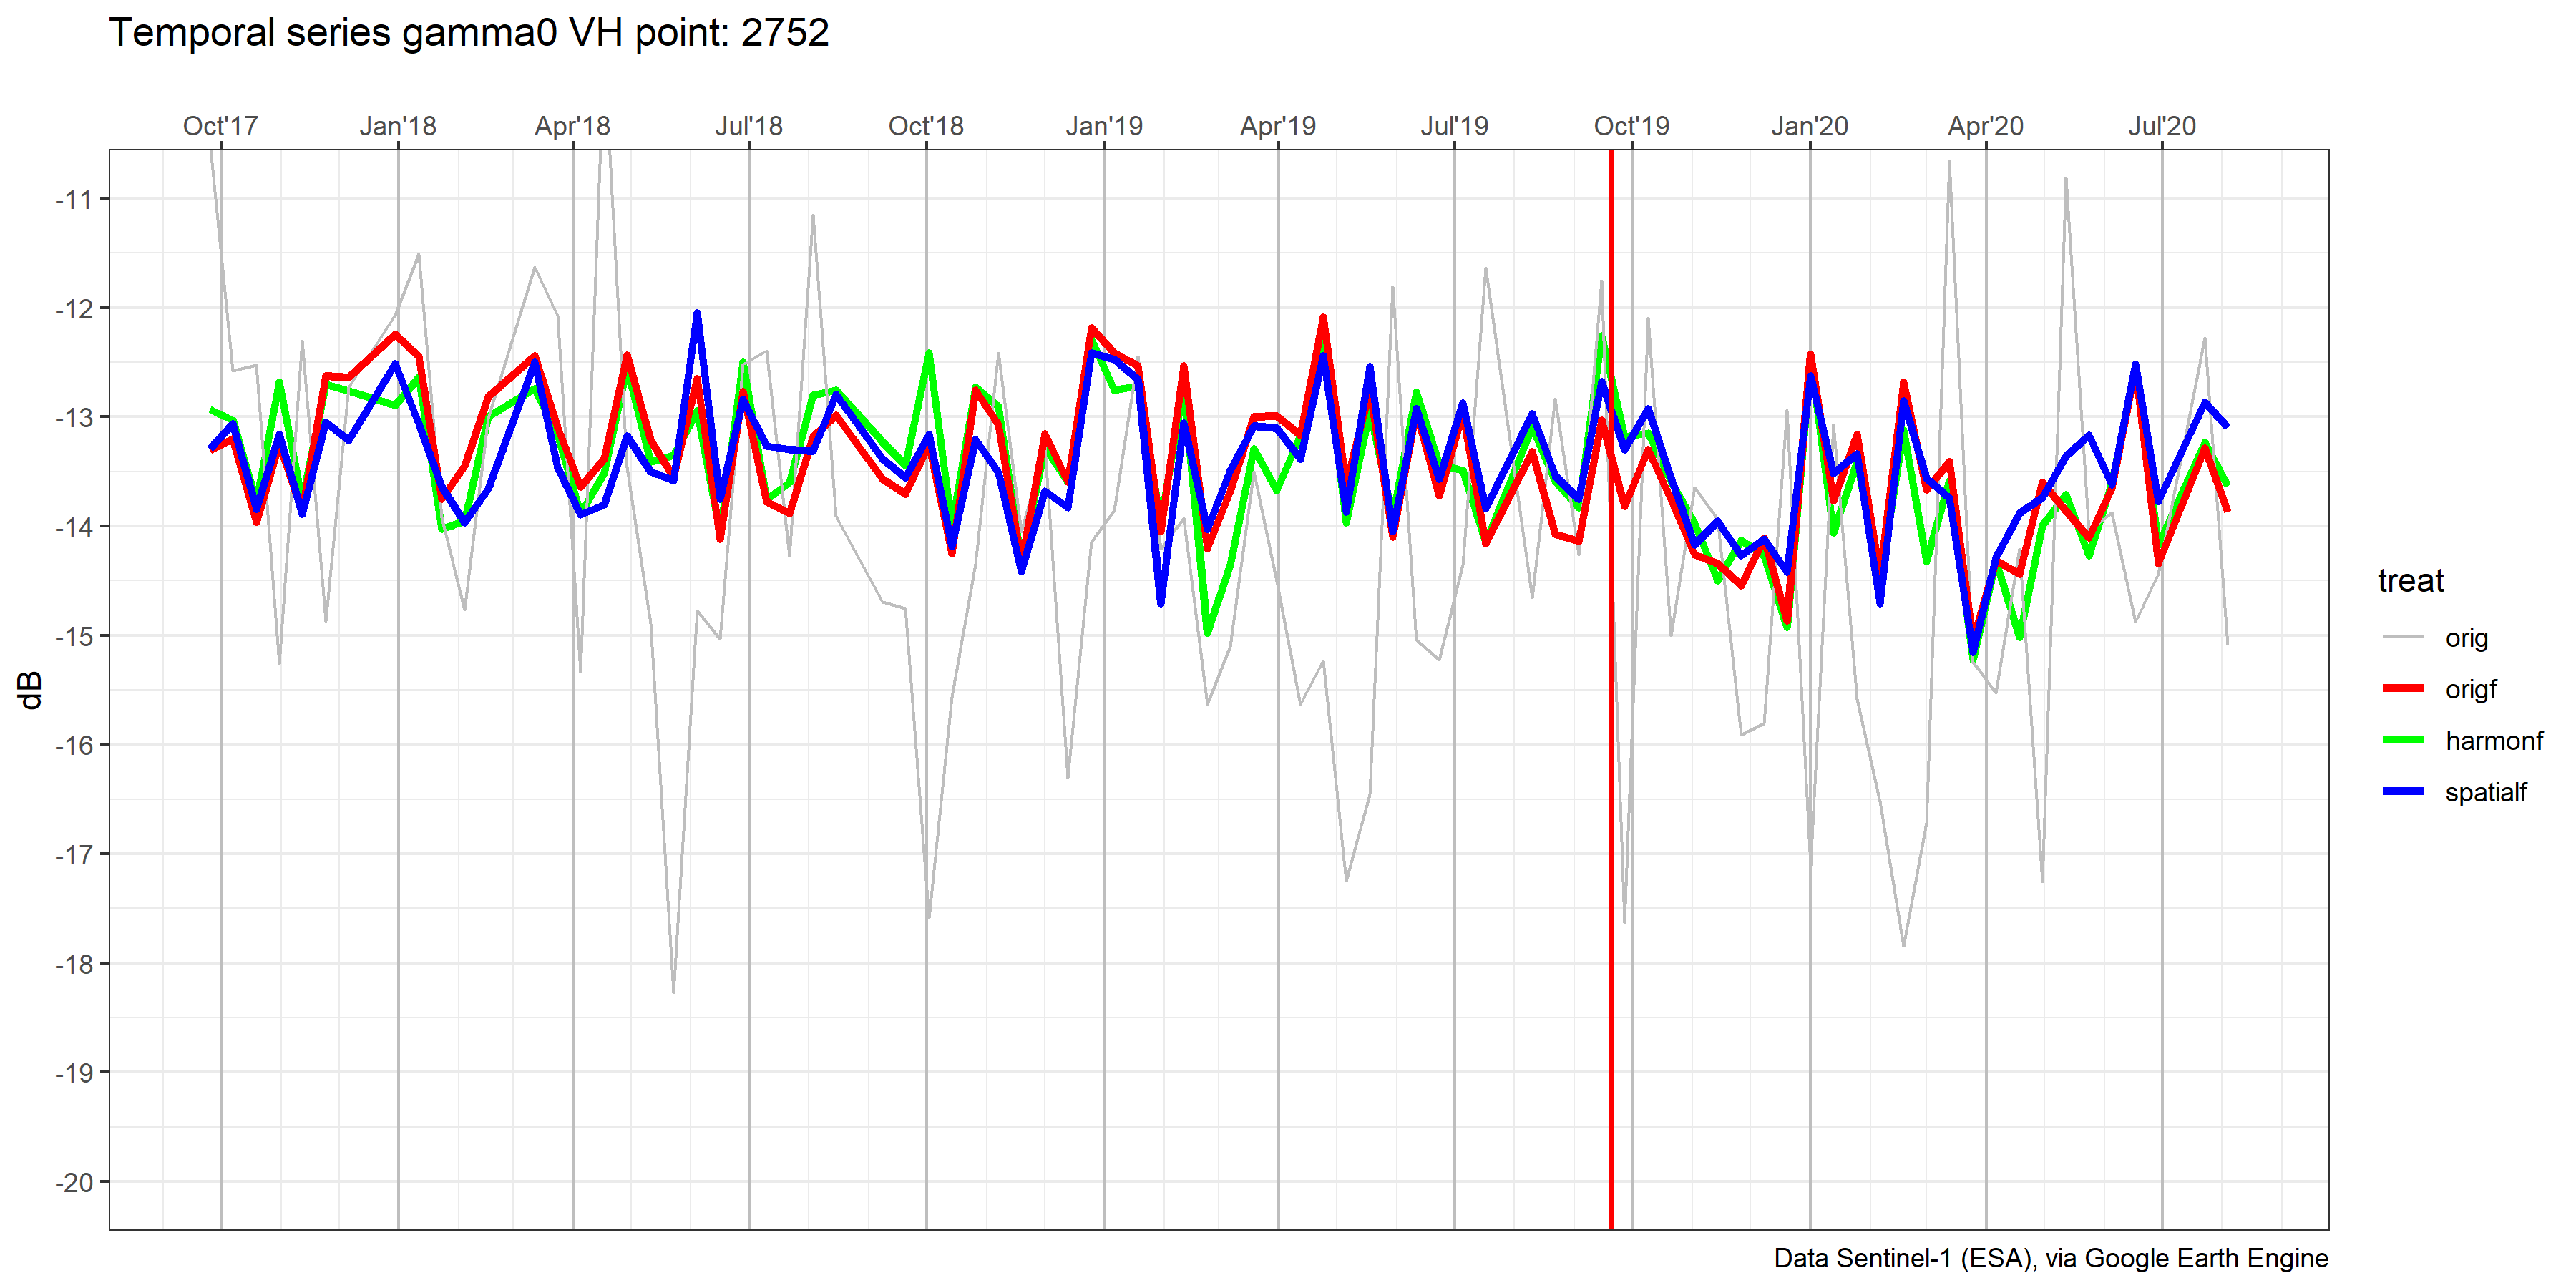 Temporal series gamma0 VH point: 2752
Oct'17 Jan'18 Apr'18 Jul'18 Oct'18 Jan'19 Apr'19 Jul'19 Oct'19 Jan'20 Apr'20 Jul'20
-11
-12
-13
-14
-15
-16
-17
-18
-19
-20
dB
treat
orig
origf
harmonf
spatialf
Data Sentinel-1 (ESA), via Google Earth Engine